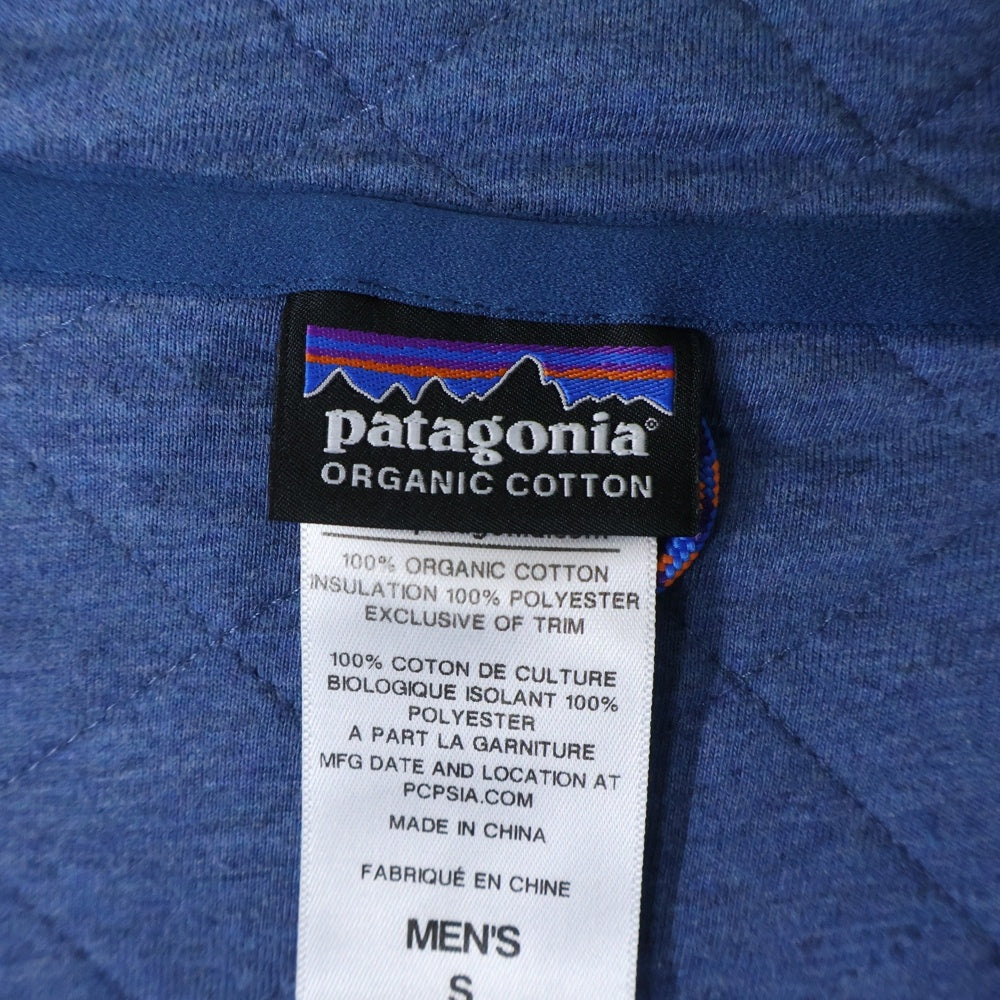 patagonia®
ORGANIC COTTON
100% ORGANIC COTTON
INSULATION 100% POLYESTER
EXCLUSIVE OF TRIM
100% COTON DE CULTURE
BIOLOGIQUE ISOLANT 100%
POLYESTER
A PART LA GARNITURE
MFG DATE AND LOCATION AT
PCPSIA.COM
MADE IN CHINA
FABRIQUÉ EN CHINE
MEN'S
S